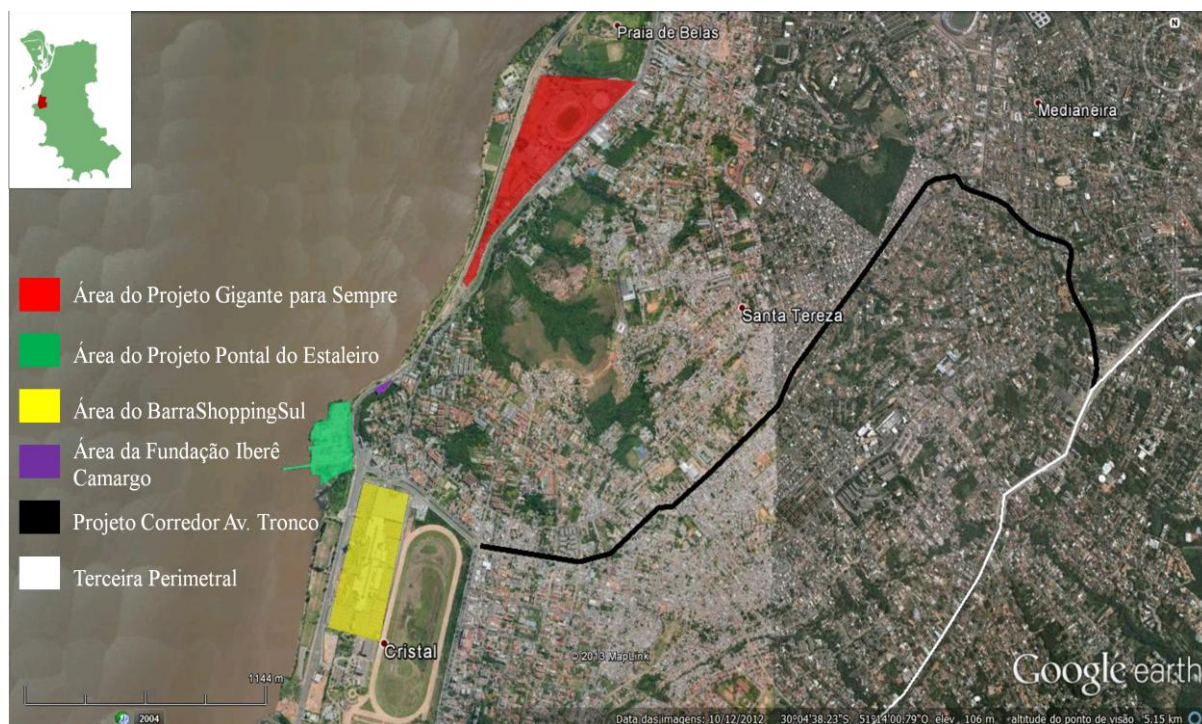 Praia de Belas
Medianeira
N
Área do Projeto Gigante para Sempre
Santa Tereza
Área do Projeto Pontal do Estaleiro
Área do BarraShoppingSul
Área da Fundação Iberê
Camargo
Projeto Corredor Av. Tronco
Terceira Perimetral
Cristal
© 2013 MapLink
Google earth
1144 m
2004
Data das imagens: 10/12/2012 30°04'38.23"S 51°14'00.79"O elev. 106 m altitude do ponto de visão 5.15 km